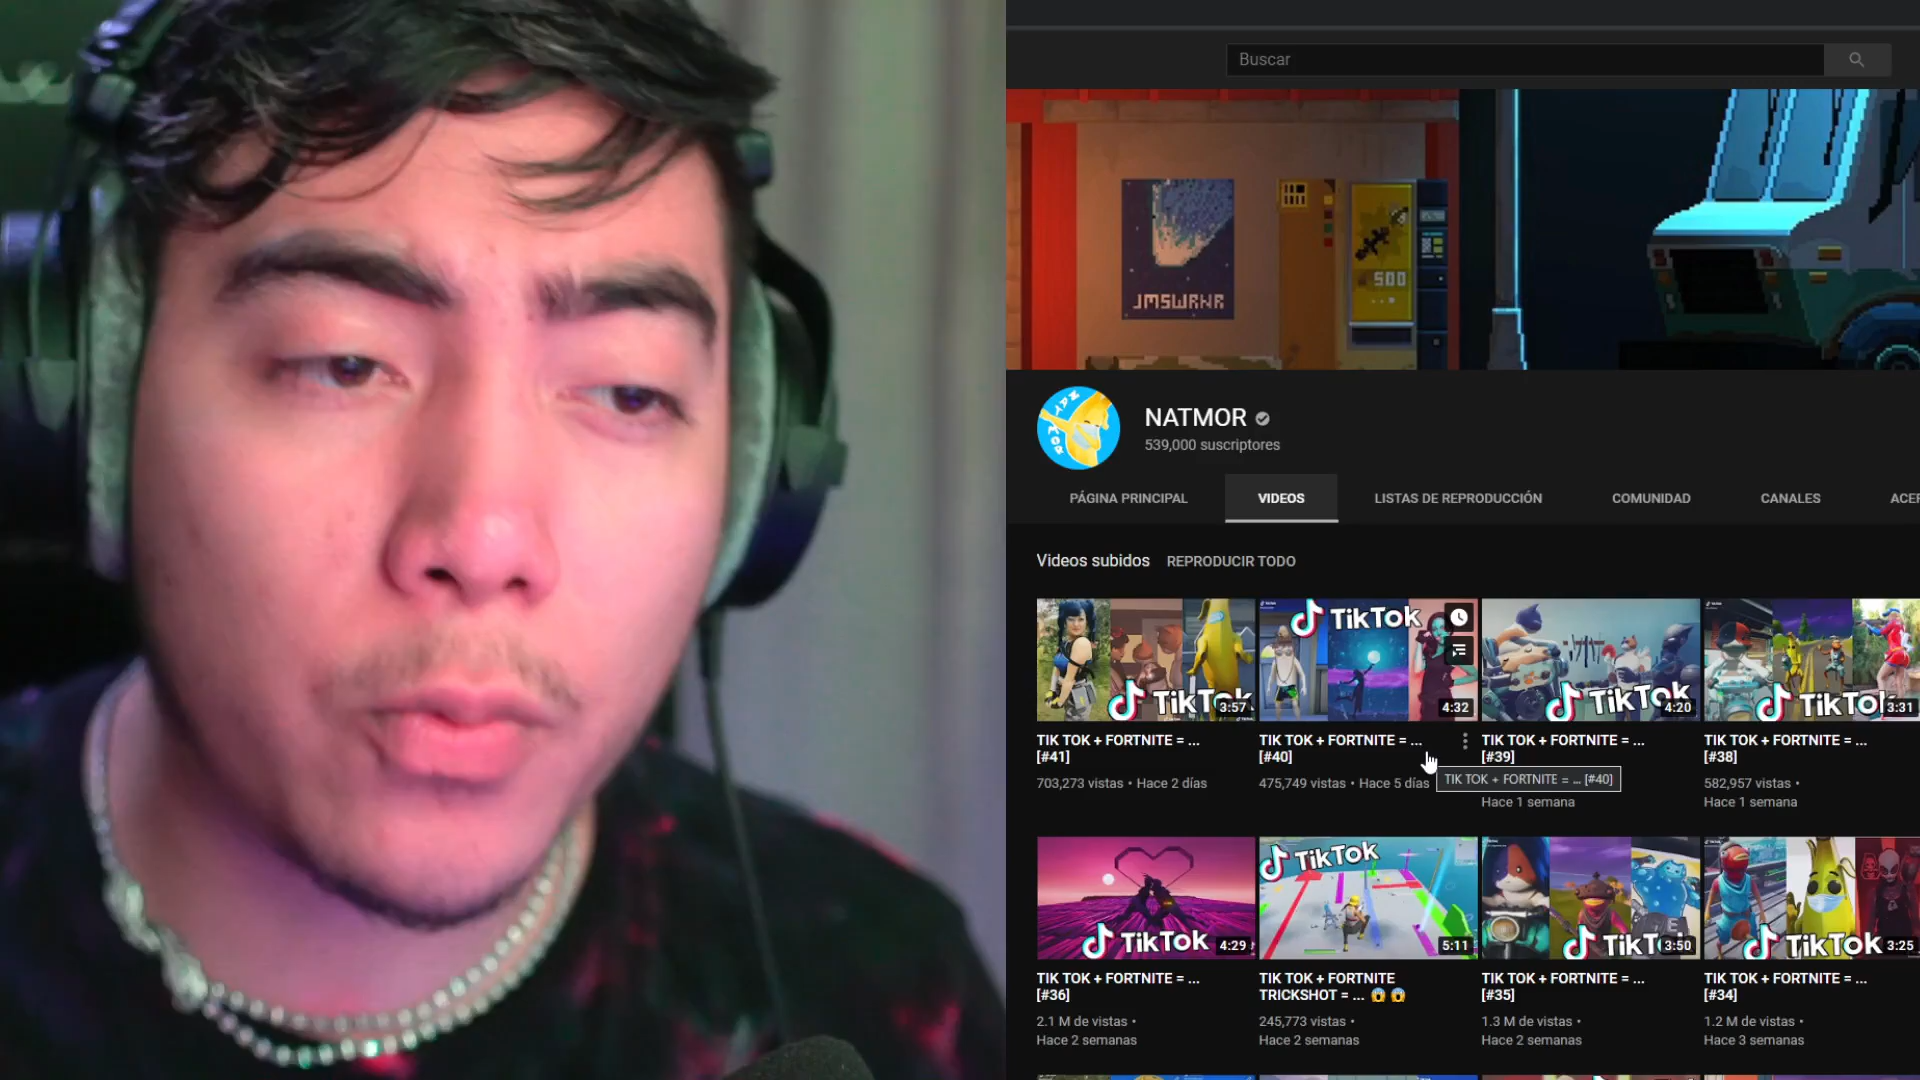 Buscar
JMSWRNR
500
NATMOR
539,000 suscriptores
PÁGINA PRINCIPAL VIDEOS LISTAS DE REPRODUCCIÓN COMUNIDAD CANALES ACER
Videos subidos REPRODUCIR TODO
TikTok 3:57
TikTok 4:32
TikTok 4:20
TikTok 3:31
TIK TOK + FORTNITE = ...
[#41]
703,273 vistas • Hace 2 días
TIK TOK + FORTNITE = ...
[#40]
475,749 vistas • Hace 5 días
TIK TOK + FORTNITE = ... [#40]
TIK TOK + FORTNITE = ...
[#39]
Hace 1 semana
TIK TOK + FORTNITE = ...
[#38]
582,957 vistas •
Hace 1 semana
TikTok 4:29
TikTok 5:11
TikTok 3:50
TikTok 3:25
TIK TOK + FORTNITE = ...
[#36]
2.1 M de vistas •
Hace 2 semanas
TIK TOK + FORTNITE
TRICKSHOT = ... 😱😱
245,773 vistas •
Hace 2 semanas
TIK TOK + FORTNITE = ...
[#35]
1.3 M de vistas •
Hace 2 semanas
TIK TOK + FORTNITE = ...
[#34]
1.2 M de vistas •
Hace 3 semanas